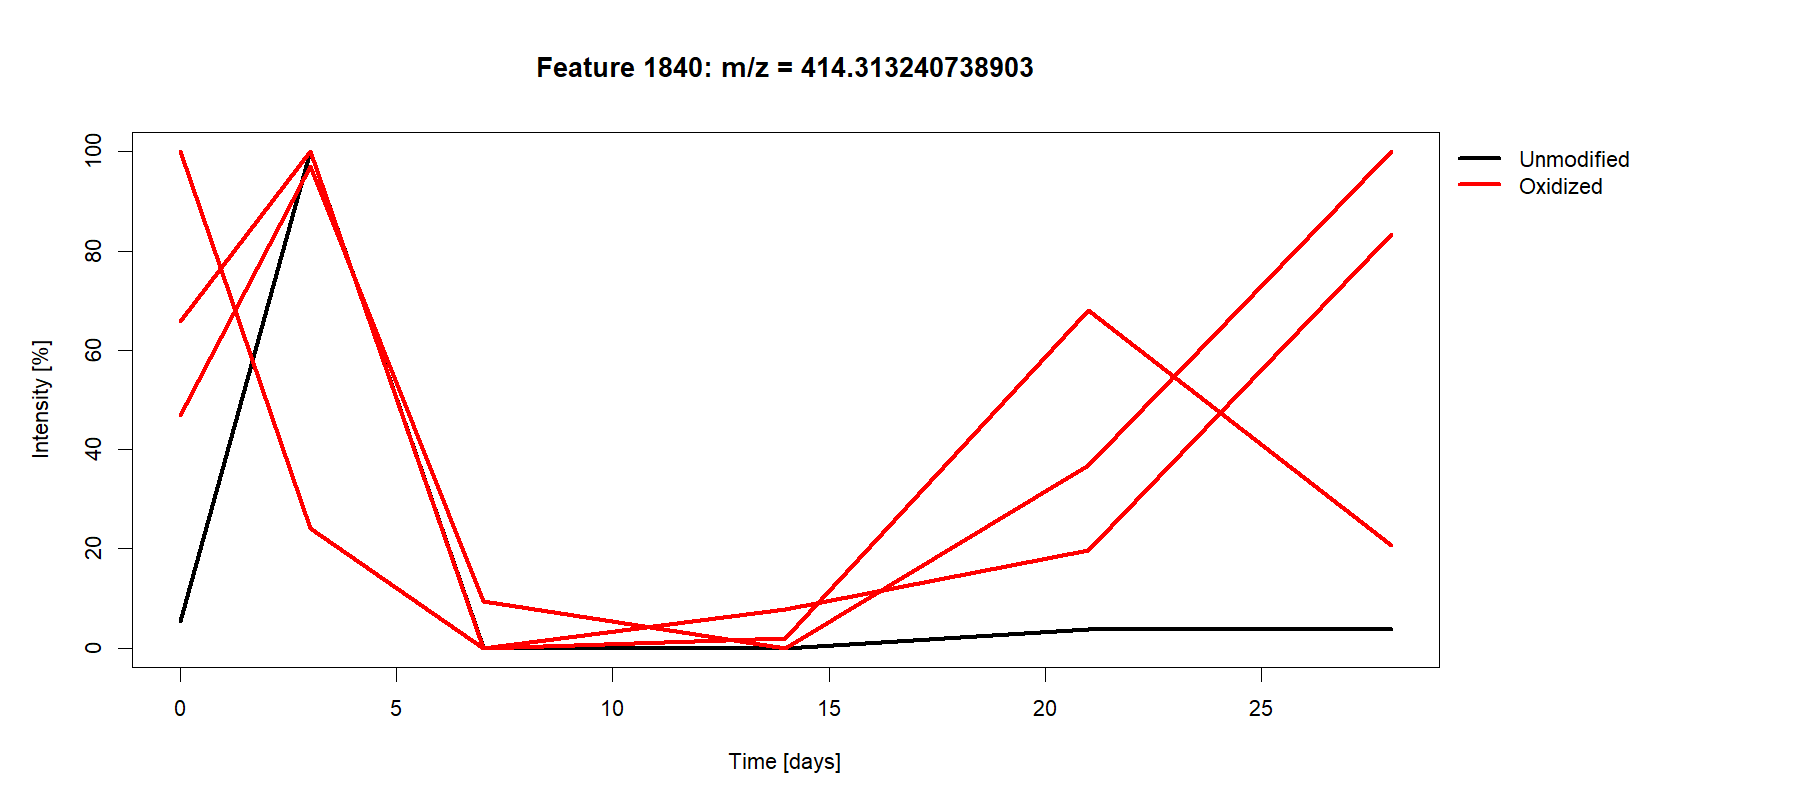 Feature 1840: m/z = 414.313240738903
Unmodified
Oxidized
Intensity [%]
100
80
60
40
20
0
0 5 10 15 20 25
Time [days]